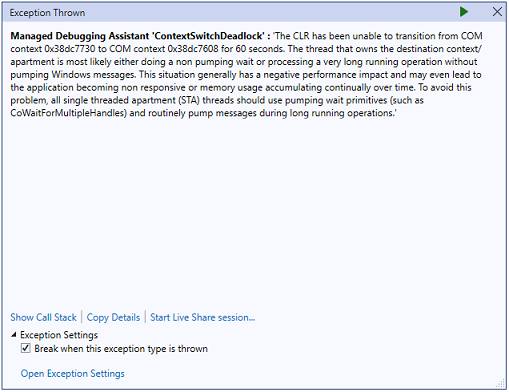 Exception Thrown
Managed Debugging Assistant 'ContextSwitchDeadlock' : 'The CLR has been unable to transition from COM
context 0x38dc7730 to COM context 0x38dc7608 for 60 seconds. The thread that owns the destination context/
apartment is most likely either doing a non pumping wait or processing a very long running operation without
pumping Windows messages. This situation generally has a negative performance impact and may even lead to
the application becoming non responsive or memory usage accumulating continually over time. To avoid this
problem, all single threaded apartment (STA) threads should use pumping wait primitives (such as
CoWaitForMultipleHandles) and routinely pump messages during long running operations.'
Show Call Stack | Copy Details | Start Live Share session...
Exception Settings
Break when this exception type is thrown
Open Exception Settings